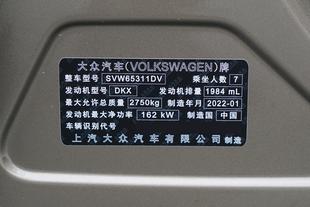 大众汽车(VOLKSWAGEN)牌
整车型号 SVW65311DV 乘坐人数 7
发动机型号 DKX 发动机排量 1984 mL
最大允许总质量 2750kg 制造年月 2022-01
发动机最大净功率 162 kW 制造国 中国
车辆识别代号
上汽大众汽车有限公司 制造